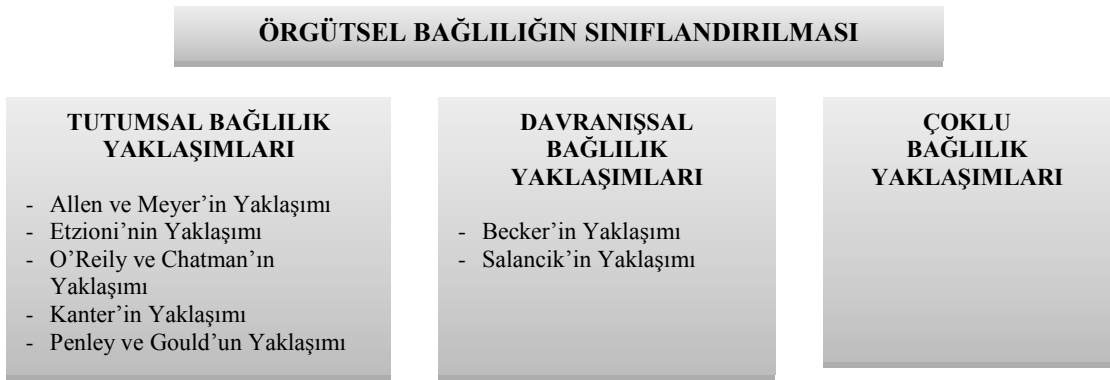 ÖRGÜTSEL BAĞLILIĞIN SINIFLANDIRILMASI
TUTUMSAL BAĞLILIK
YAKLAŞIMLARI
- Allen ve Meyer’in Yaklaşımı
- Etzioni’nin Yaklaşımı
- O’Reily ve Chatman’ın
Yaklaşımı
- Kanter’in Yaklaşımı
- Penley ve Gould’un Yaklaşımı
DAVRANIŞSAL
BAĞLILIK
YAKLAŞIMLARI
- Becker’in Yaklaşımı
- Salancik’in Yaklaşımı
ÇOKLU
BAĞLILIK
YAKLAŞIMLARI